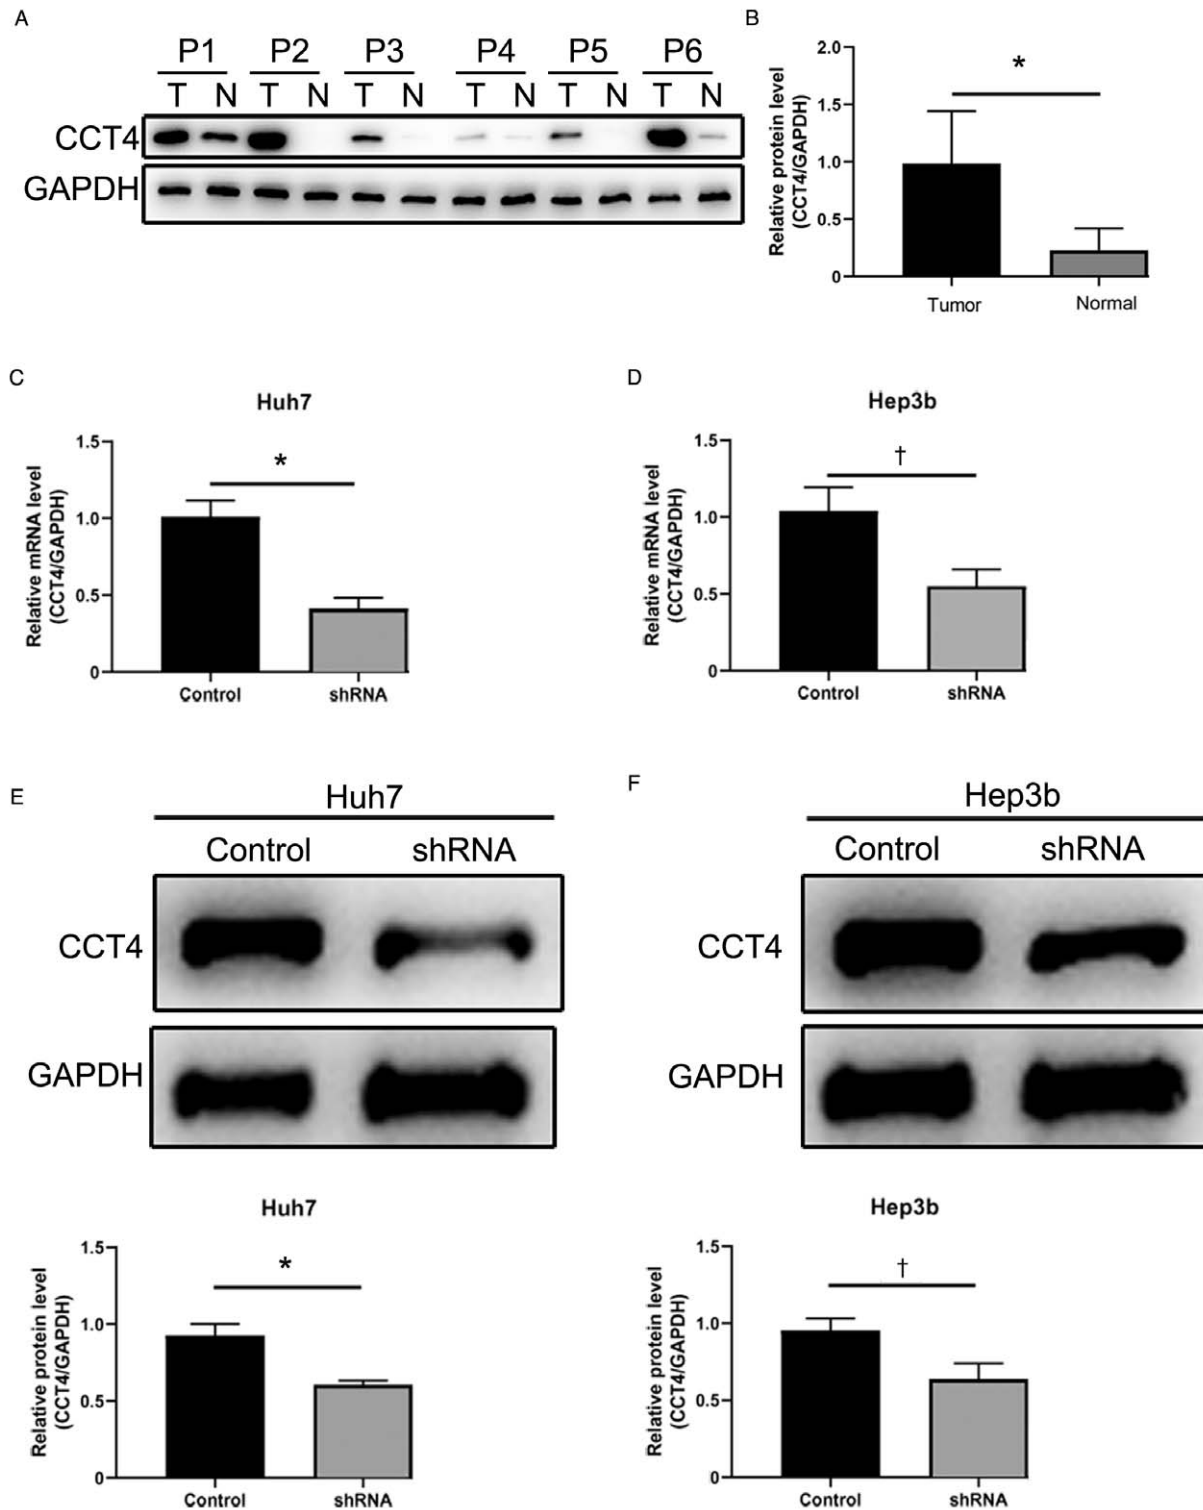 A
P1 P2 P3 P4 P5 P6
T N T N T N T N T N T N
CCT4
GAPDH
B
Relative protein level
(CCT4/GAPDH)
2.0
1.5
1.0
0.5
0
*
Tumor Normal
C
Huh7
Relative mRNA level
(CCT4/GAPDH)
1.5
1.0
0.5
0
*
Control shRNA
D
Hep3b
Relative mRNA level
(CCT4/GAPDH)
1.5
1.0
0.5
0
†
Control shRNA
E
Huh7
Control shRNA
CCT4
GAPDH
Huh7
Relative protein level
(CCT4/GAPDH)
1.5
1.0
0.5
0
*
Control shRNA
F
Hep3b
Control shRNA
CCT4
GAPDH
Hep3b
Relative protein level
(CCT4/GAPDH)
1.5
1.0
0.5
0
†
Control shRNA